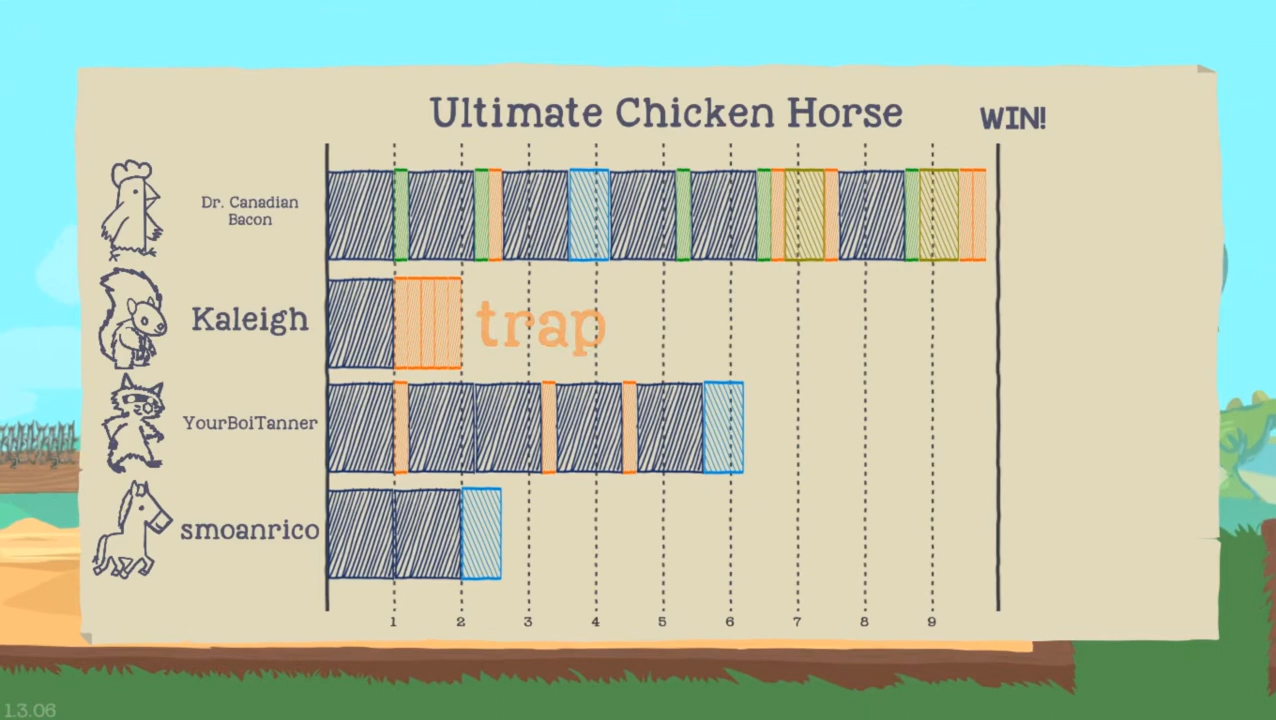 Ultimate Chicken Horse
WIN!
Dr. Canadian
Bacon
Kaleigh
trap
YourBoiTanner
smoanrico
1 2 3 4 5 6 7 8 9
1.3.06